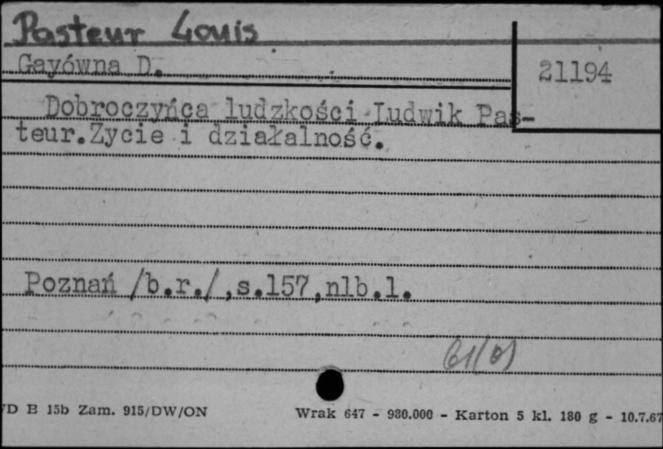 Pasteur Louis
Gayówna D.
21194
Dobroczyńca ludzkości Ludwik Pas-
teur.Życie i działalność.
Poznań /b.r./,s.157,nlb.1.
61(0)
D B 15b Zam. 915/DW/ON
Wrak 647 - 980.000 - Karton 5 kl. 180 g - 10.7.67